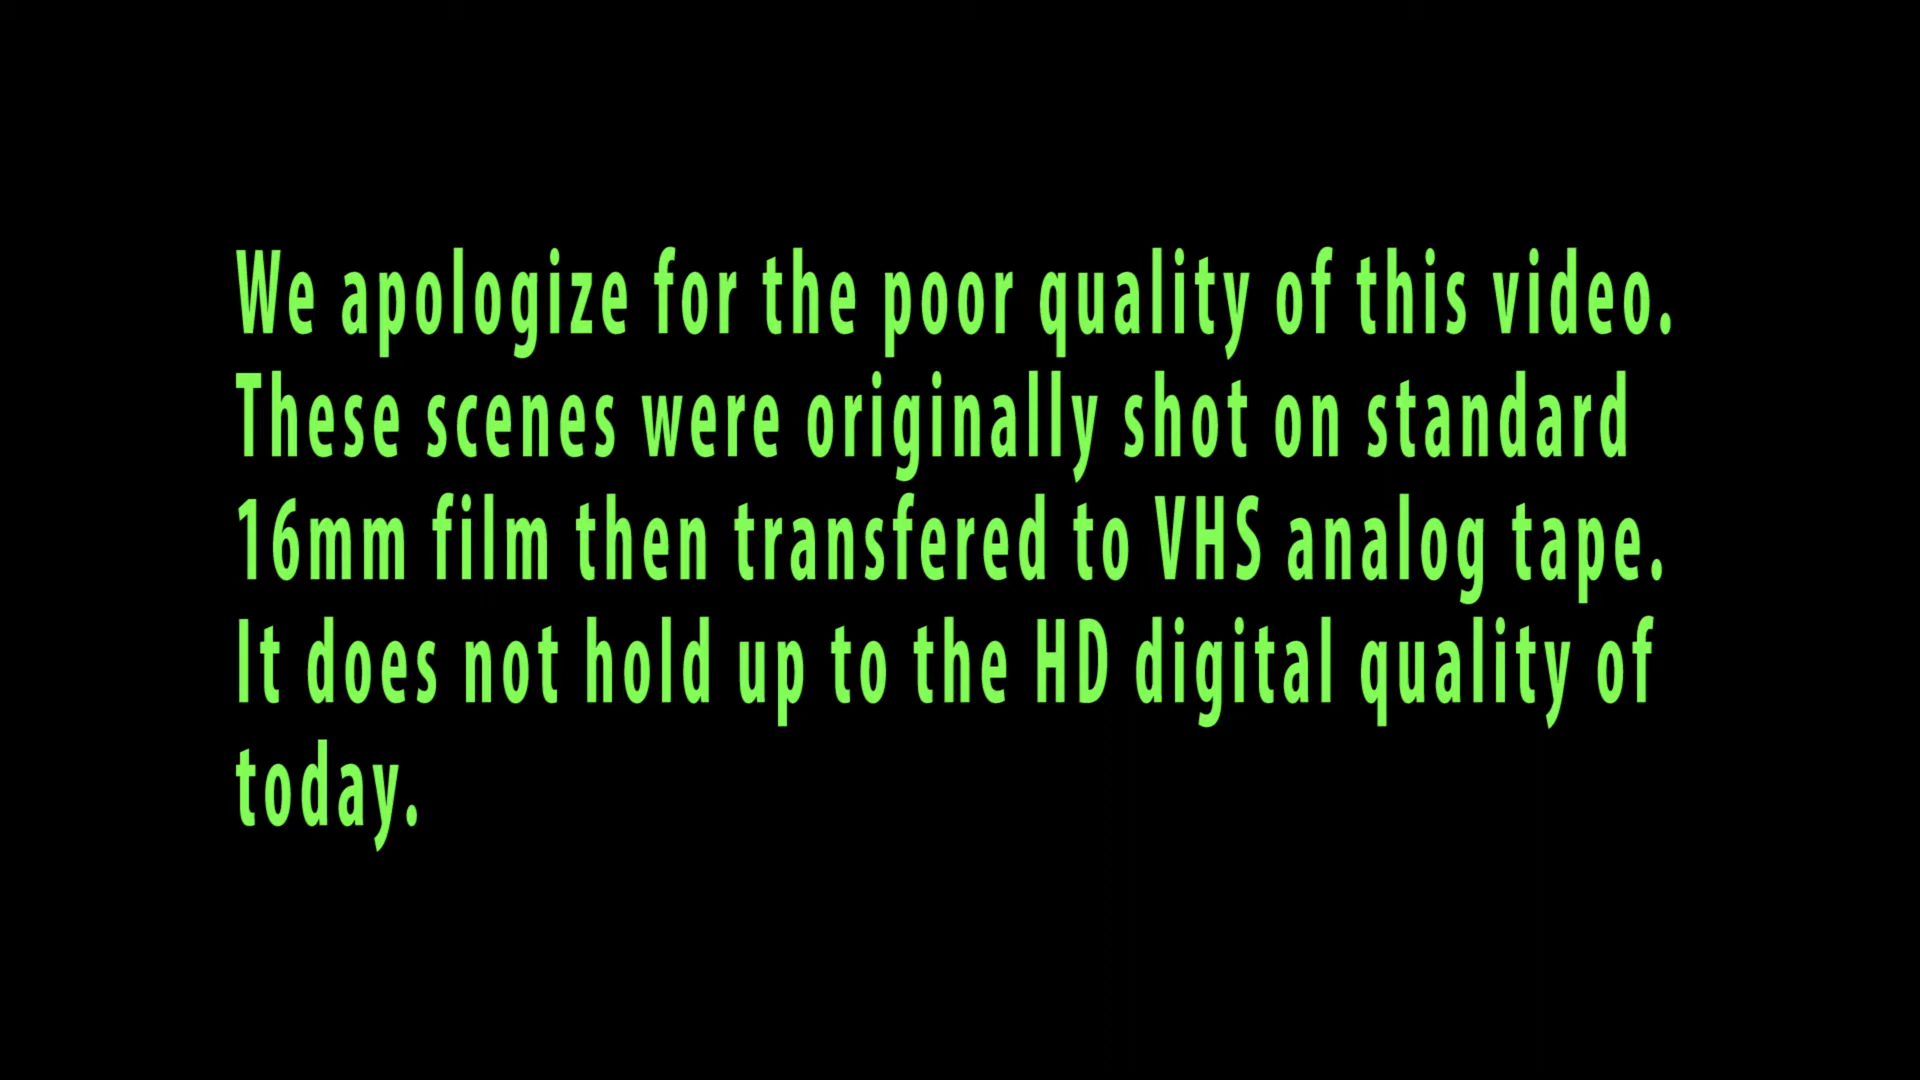 We apologize for the poor quality of this video.
These scenes were originally shot on standard
16mm film then transfered to VHS analog tape.
It does not hold up to the HD digital quality of
today.